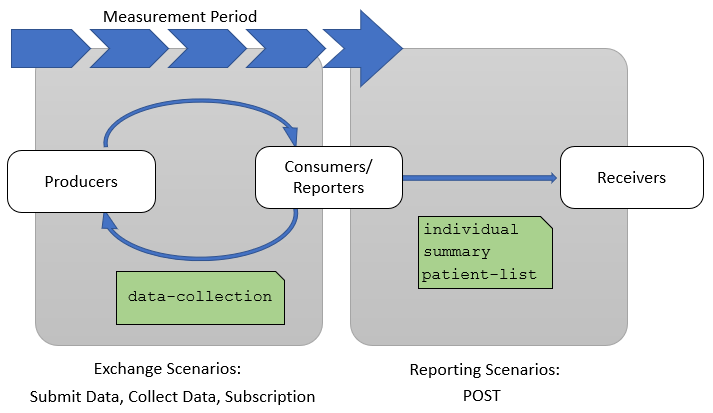 Measurement Period
Producers
Consumers/
Reporters
Receivers
individual
summary
patient-list
data-collection
Exchange Scenarios:
Submit Data, Collect Data, Subscription
Reporting Scenarios:
POST